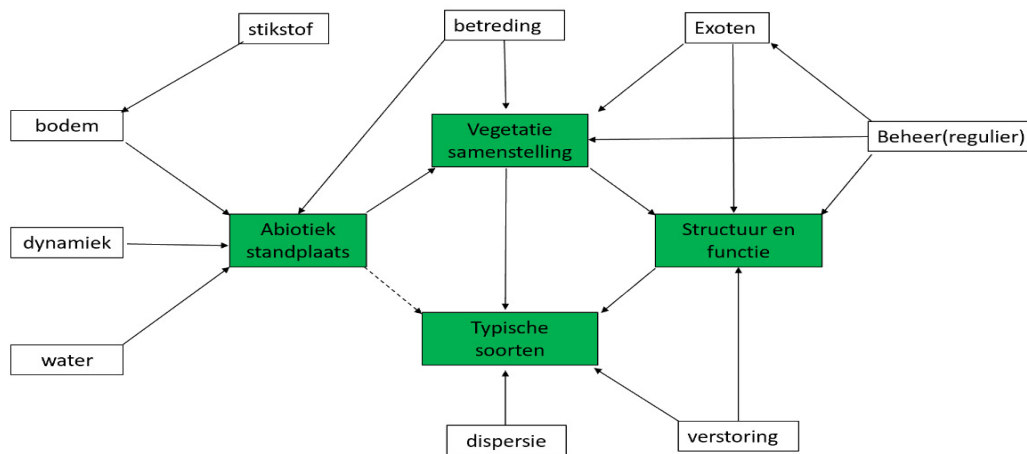 stikstof
betreding
Exoten
bodem
Vegetatie
samenstelling
Beheer(regulier)
dynamiek
Abiotiek
standplaats
Structuur en
functie
Typische
soorten
water
dispersie
verstoring